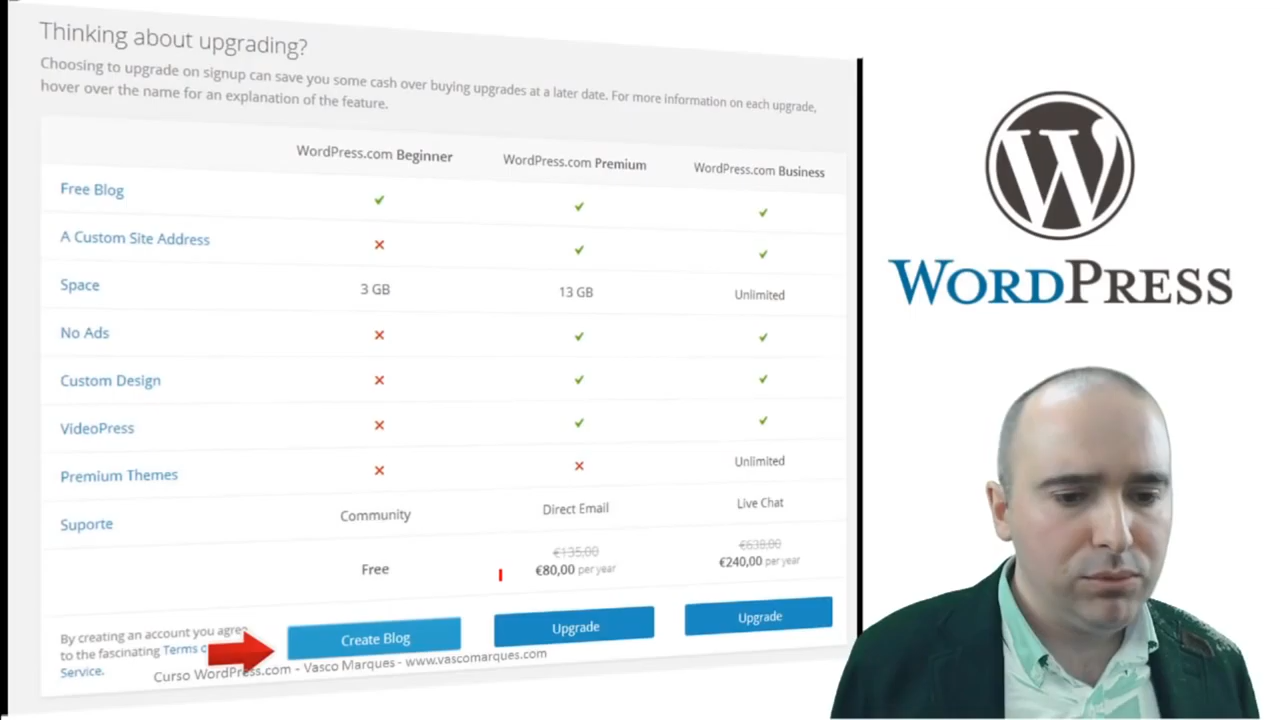 Thinking about upgrading?
Choosing to upgrade on signup can save you some cash over buying upgrades at a later date. For more information on each upgrade,
hover over the name for an explanation of the feature.
WordPress.com Beginner WordPress.com Premium WordPress.com Business
Free Blog
A Custom Site Address
Space 3 GB 13 GB Unlimited
No Ads
Custom Design
VideoPress
Premium Themes Unlimited
Suporte Community Direct Email Live Chat
€135,00 €638,00
Free €80,00 per year €240,00 per year
By creating an account you agree
to the fascinating Terms
Service.
Create Blog Upgrade Upgrade
Curso WordPress.com - Vasco Marques - www.vascomarques.com
W
WORDPRESS